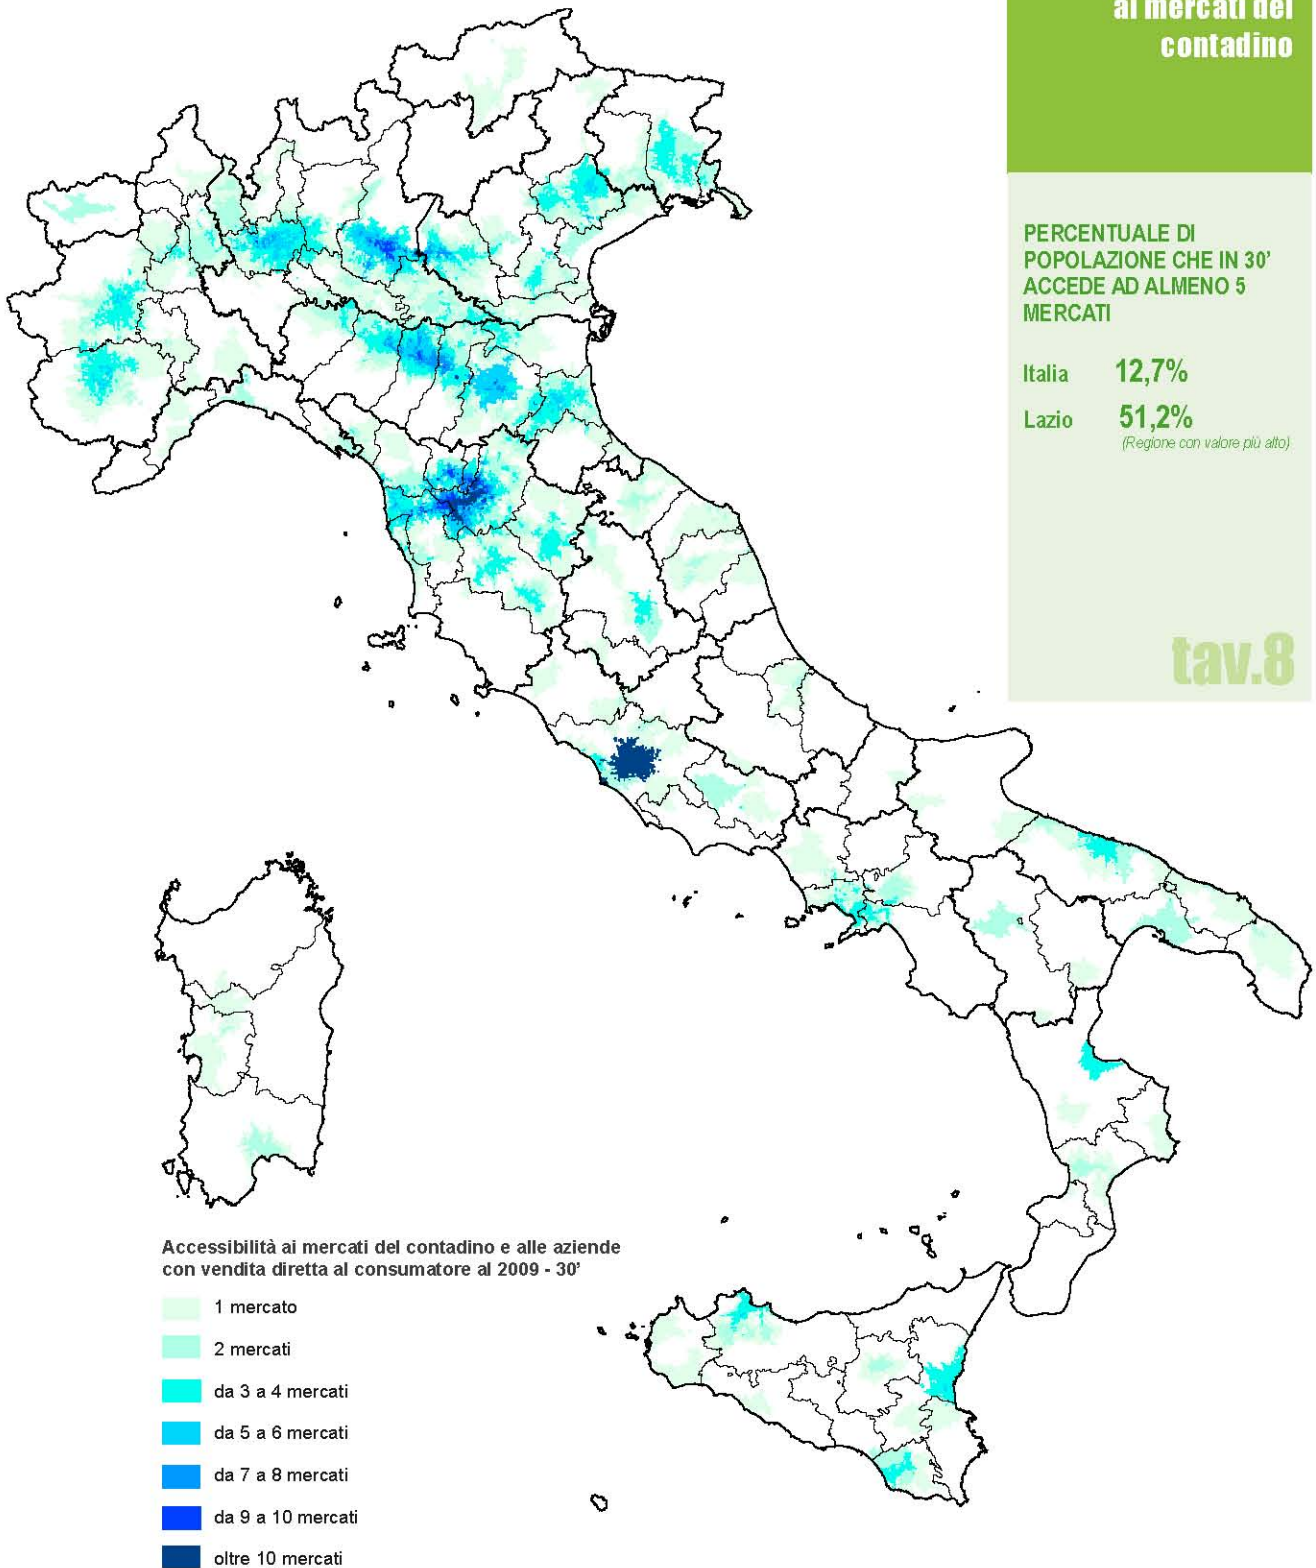 ai mercati del
contadino
PERCENTUALE DI
POPOLAZIONE CHE IN 30'
ACCEDE AD ALMENO 5
MERCATI
Italia 12,7%
Lazio 51,2%
(Regione con valore più alto)
tav.8
Accessibilità ai mercati del contadino e alle aziende
con vendita diretta al consumatore al 2009 - 30'
1 mercato
2 mercati
da 3 a 4 mercati
da 5 a 6 mercati
da 7 a 8 mercati
da 9 a 10 mercati
oltre 10 mercati